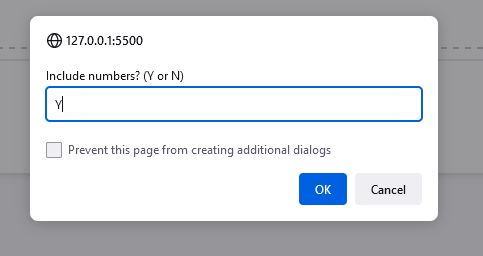 127.0.0.1:5500
Include numbers? (Y or N)
Y
Prevent this page from creating additional dialogs
OK Cancel